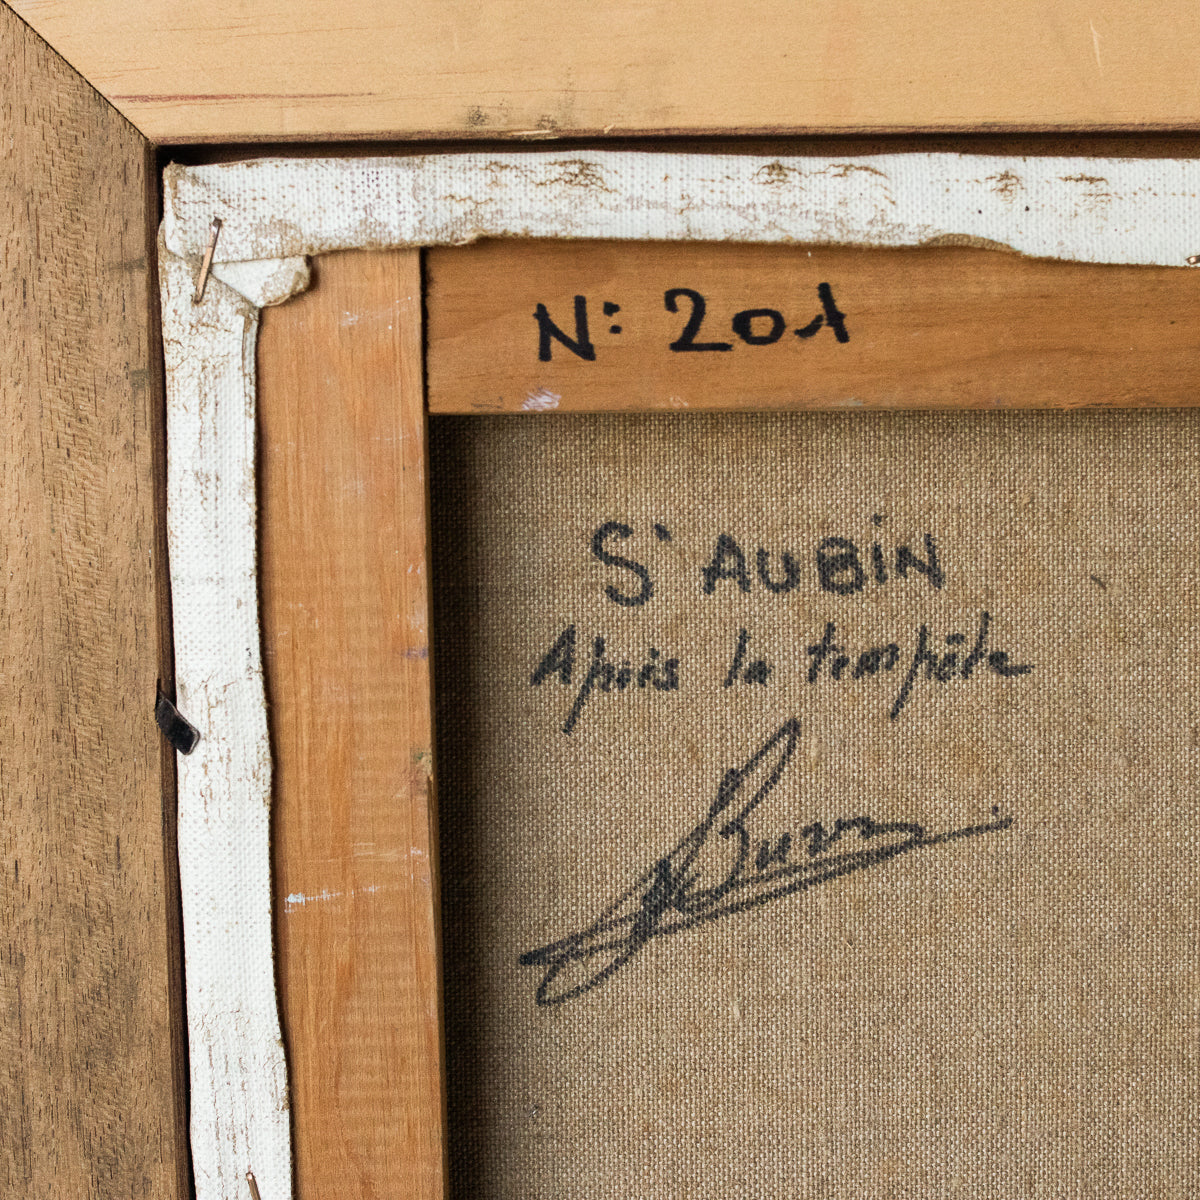 N: 201
S' AUBIN
Après la tempête